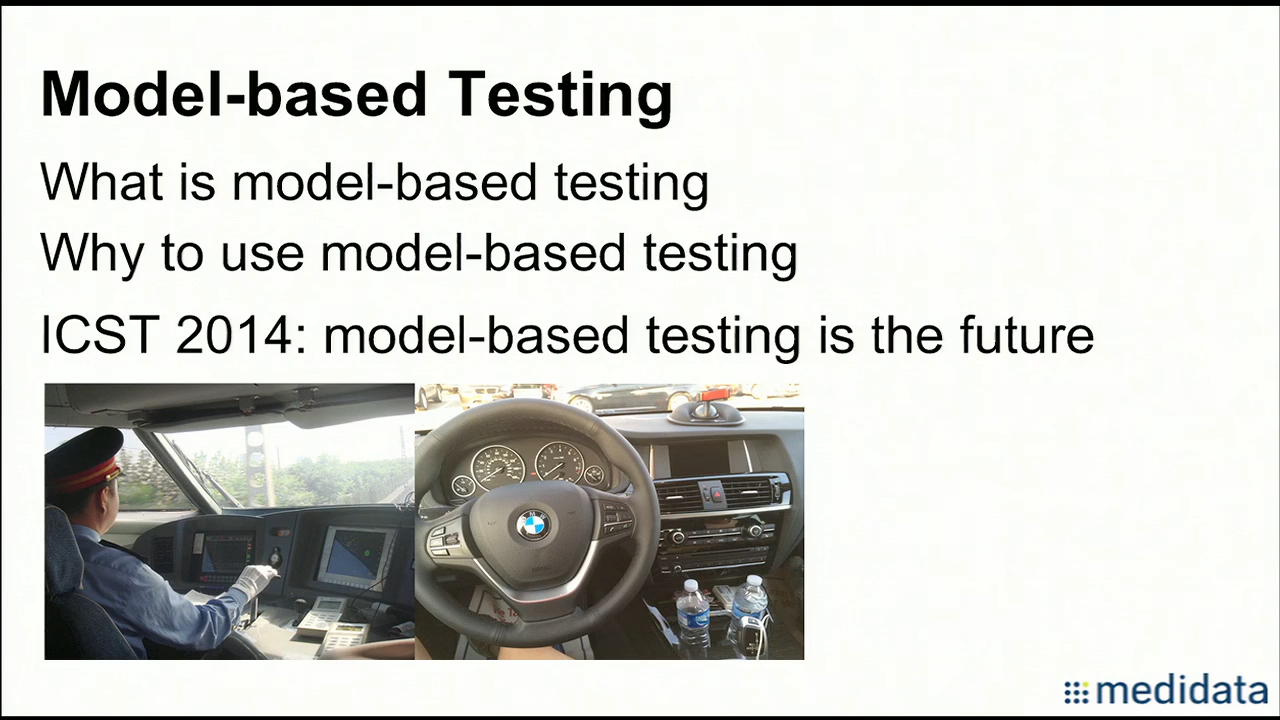 Model-based Testing
What is model-based testing
Why to use model-based testing
ICST 2014: model-based testing is the future
medidata